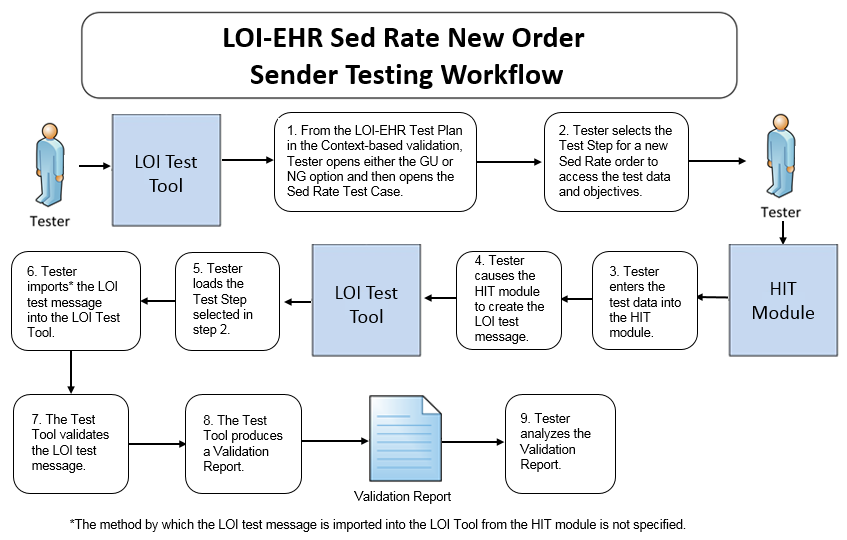 LOI-EHR Sed Rate New Order
Sender Testing Workflow
Tester
LOI Test
Tool
1. From the LOI-EHR Test Plan
in the Context-based validation,
Tester opens either the GU or
NG option and then opens the
Sed Rate Test Case.
2. Tester selects the
Test Step for a new
Sed Rate order to
access the test data
and objectives.
Tester
6. Tester
imports* the LOI
test message
into the LOI Test
Tool.
5. Tester
loads the
Test Step
selected in
step 2.
LOI Test
Tool
4. Tester
causes the
HIT module
to create the
LOI test
message.
3. Tester
enters the
test data into
the HIT
module.
HIT
Module
7. The Test
Tool validates
the LOI test
message.
8. The Test
Tool produces
a Validation
Report.
Validation Report
9. Tester
analyzes the
Validation
Report.
*The method by which the LOI test message is imported into the LOI Tool from the HIT module is not specified.